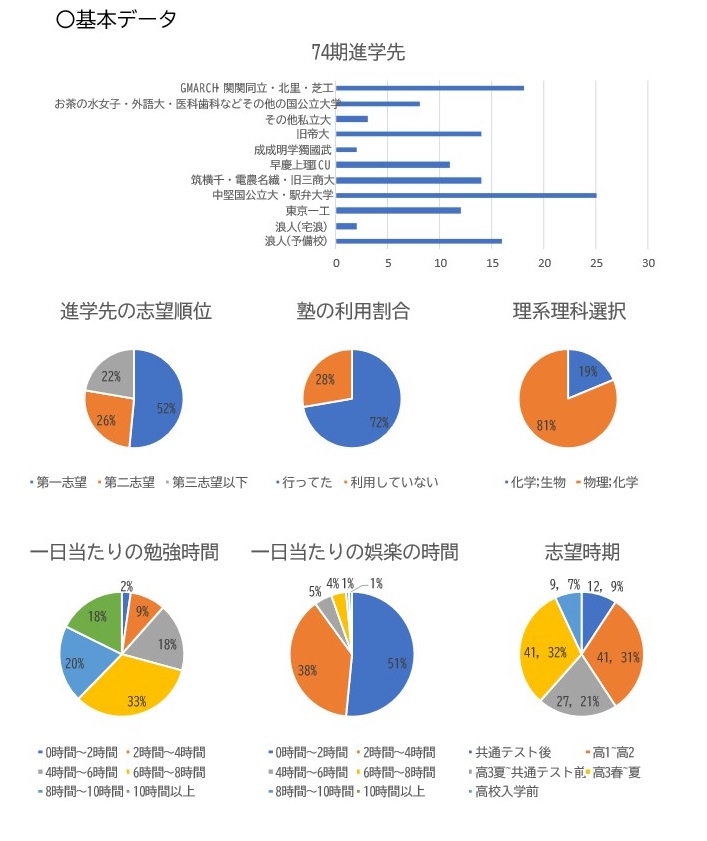 〇基本データ
74期進学先
GMARCH・関関同立・北里・芝工
お茶の水女子・外語大・医科歯科などその他の国公立大学
その他私立大
旧帝大
成成明学獨國武
早慶上理ICU
筑横千・電農名繊・旧三商大
中堅国公立大・駅弁大学
東京一工
浪人(宅浪)
浪人(予備校)
0 5 10 15 20 25 30
進学先の志望順位 塾の利用割合 理系理科選択
22% 52% 26%
28% 72%
19% 81%
第一志望 第二志望 第三志望以下
行ってた 利用していない
化学;生物 物理;化学
一日当たりの勉強時間 一日当たりの娯楽の時間 志望時期
2% 9% 18% 33% 20% 18%
51% 38% 5% 4% 1% 1%
12, 9% 41, 31% 27, 21% 41, 32% 9, 7%
0時間～2時間 2時間～4時間
4時間～6時間 6時間～8時間
8時間～10時間 10時間以上
0時間～2時間 2時間～4時間
4時間～6時間 6時間～8時間
8時間～10時間 10時間以上
共通テスト後 高1~高2
高3夏~共通テスト前 高3春~夏
高校入学前